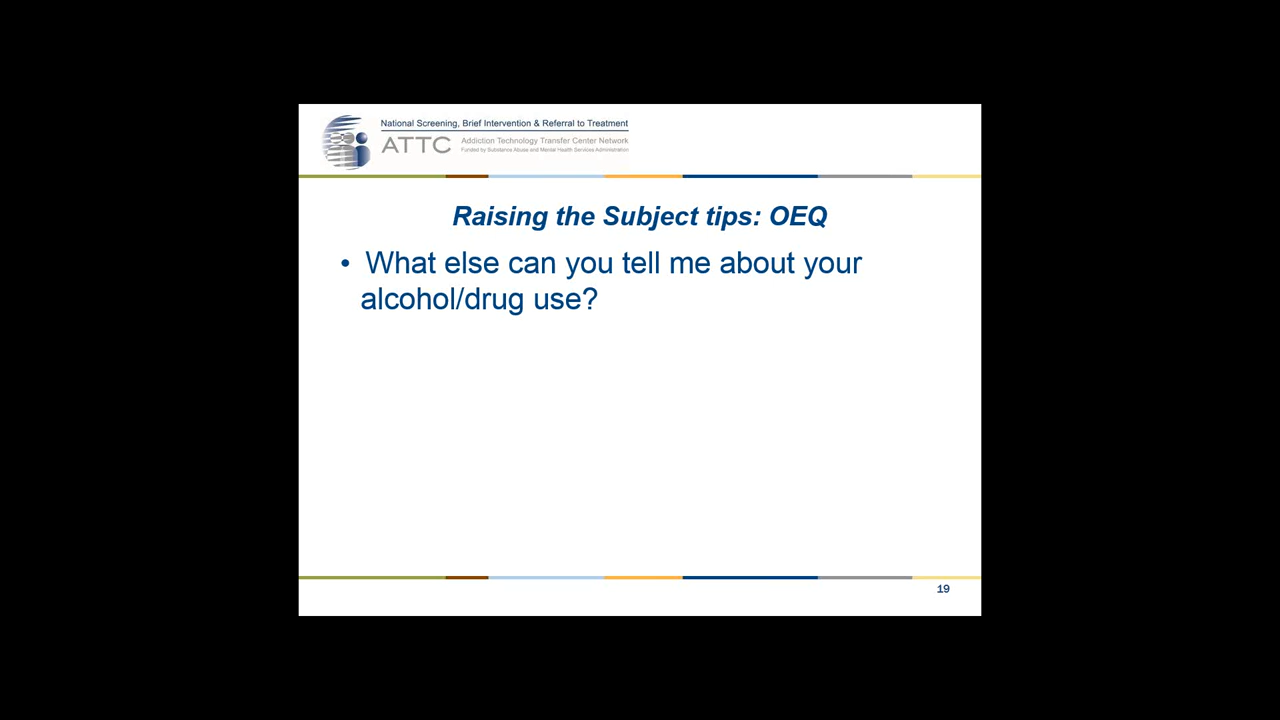 National Screening, Brief Intervention & Referral to Treatment
ATTC
Addiction Technology Transfer Center Network
Funded by Substance Abuse and Mental Health Services Administration
Raising the Subject tips: OEQ
• What else can you tell me about your
alcohol/drug use?
19